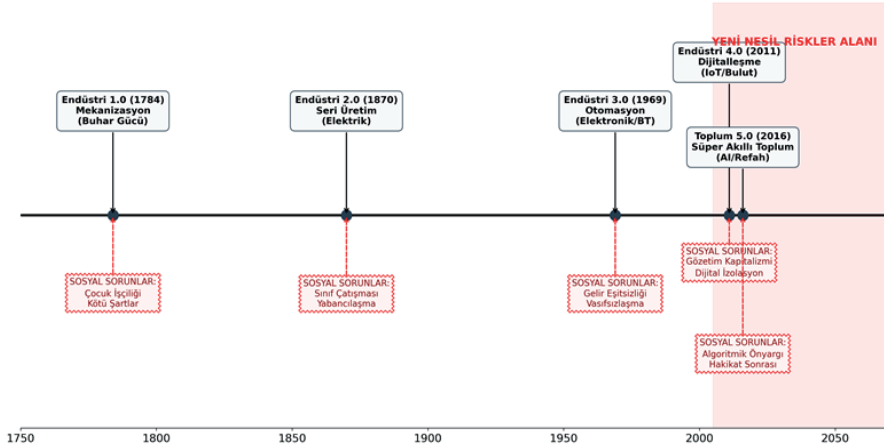 YENİ NESİL RİSKLER ALANI
Endüstri 4.0 (2011)
Dijitalleşme
(IoT/Bulut)
Endüstri 1.0 (1784)
Mekanizasyon
(Buhar Gücü)
Endüstri 2.0 (1870)
Seri Üretim
(Elektrik)
Endüstri 3.0 (1969)
Otomasyon
(Elektronik/BT)
Toplum 5.0 (2016)
Süper Akıllı Toplum
(AI/Refah)
SOSYAL SORUNLAR:
Çocuk İşçiliği
Kötü Şartlar
SOSYAL SORUNLAR:
Sınıf Çatışması
Yabancılaşma
SOSYAL SORUNLAR:
Gelir Eşitsizliği
Vasıfsızlaşma
SOSYAL SORUNLAR:
Gözetim Kapitalizmi
Dijital İzolasyon
SOSYAL SORUNLAR:
Algoritmik Önyargı
Hakikat Sonrası
1750 1800 1850 1900 1950 2000 2050